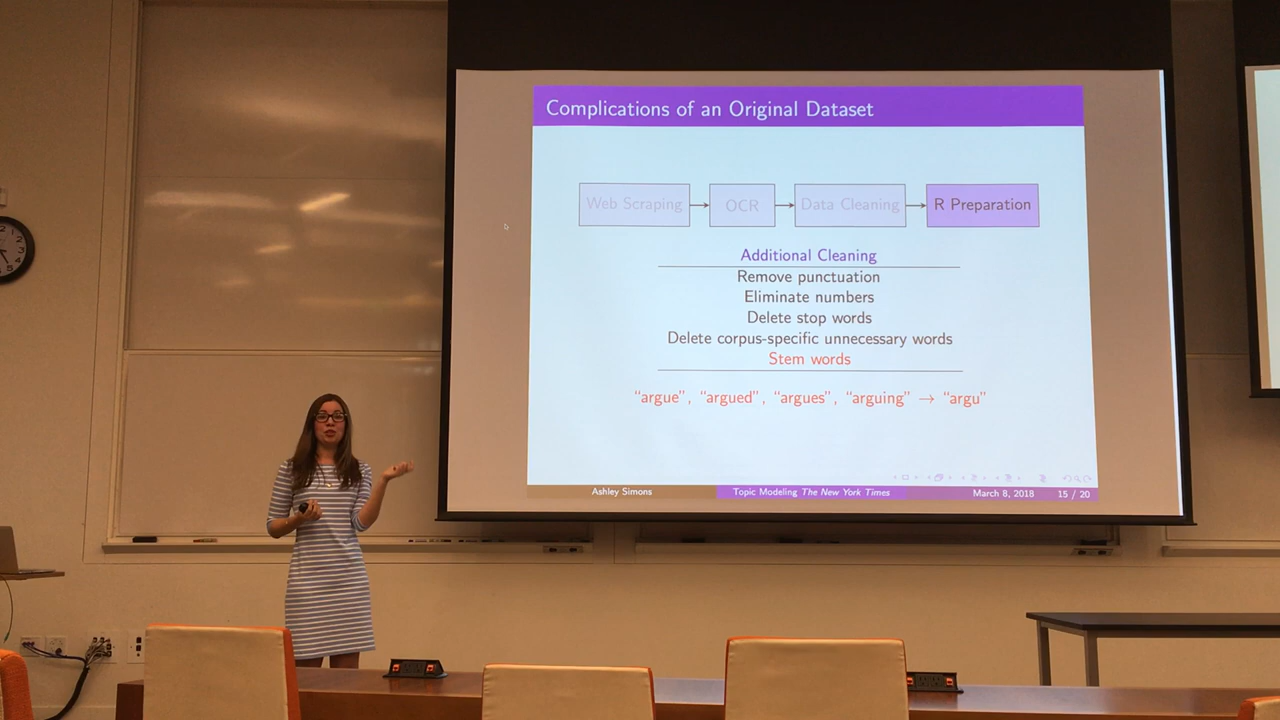 Complications of an Original Dataset
Web Scraping
OCR
Data Cleaning
R Preparation
Additional Cleaning
Remove punctuation
Eliminate numbers
Delete stop words
Delete corpus-specific unnecessary words
Stem words
“argue”, “argued”, “argues”, “arguing” → “argu”
Ashley Simons
Topic Modeling The New York Times
March 8, 2018
15 / 20